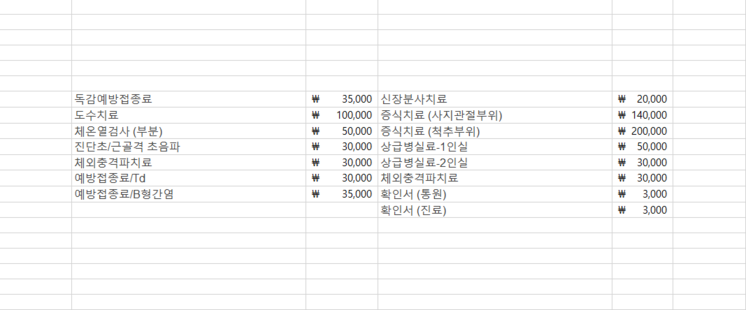 독감예방접종료 ₩ 35,000 신장분사치료 ₩ 20,000
도수치료 ₩ 100,000 증식치료 (사지관절부위) ₩ 140,000
체온열검사 (부분) ₩ 50,000 증식치료 (척추부위) ₩ 200,000
진단초/근골격 초음파 ₩ 30,000 상급병실료-1인실 ₩ 50,000
체외충격파치료 ₩ 30,000 상급병실료-2인실 ₩ 30,000
예방접종료/Td ₩ 30,000 체외충격파치료 ₩ 30,000
예방접종료/B형간염 ₩ 35,000 확인서 (통원) ₩ 3,000
확인서 (진료) ₩ 3,000